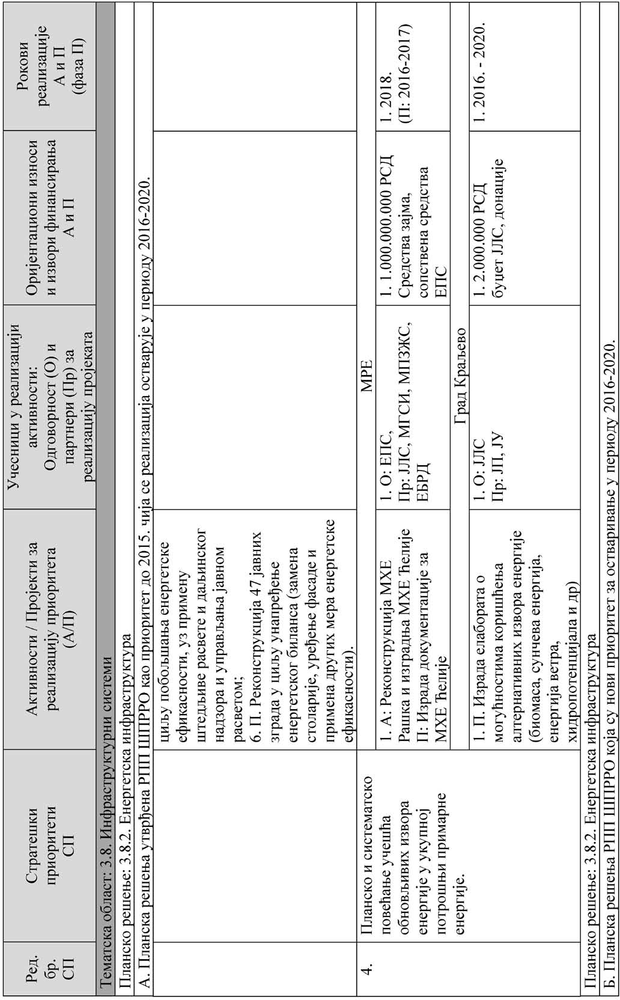 Ред.
бр.
СП
Стратешки
приоритети
СП
Активности / Пројекти за
реализацију приоритета
(А/П)
Учесници у реализацији
активности:
Одговорност (О) и
партнери (Пр) за
реализацију пројеката
Оријентациони износи
и извори финансирања
А и П
Рокови
реализације
А и П
(фаза П)
Тематска област: 3.8. Инфраструктурни системи
Планско решење: 3.8.2. Енергетска инфраструктура
А. Планска решења утврђена РПП ШПРРО као приоритет до 2015. чија се реализација остварује у периоду 2016-2020.
циљу побољшања енергетске
ефикасности, уз примену
штедљиве расвете и даљинског
надзора и управљања јавном
расветом;
6. П. Реконструкција 47 јавних
зграда у циљу унапређење
енергетског биланса (замена
столарије, уређење фасаде и
примена других мера енергетске
ефикасности).
4.
Планско и систематско
повећање учешћа
обновљивих извора
енергије у укупној
потрошњи примарне
енергије.
МРЕ
1. А: Реконструкција МХЕ
Рашка и изградња МХЕ Ћелије
П: Израда документације за
МХЕ Ћелије
1. О: ЕПС,
Пр: ЈЛС, МГСИ, МПЗЖС,
ЕБРД
1. 1.000.000.000 РСД
Средства зајма,
сопствена средства
ЕПС
1. 2018.
(П: 2016-2017)
Град Краљево
1. П. Израда елабората о
могућностима коришћења
алтернативних извора енергије
(биомаса, сунчева енергија,
енергија ветра,
хидропотенцијала и др)
1. О: ЈЛС
Пр: ЈП, ЈУ
1. 2.000.000 РСД
буџет ЈЛС, донације
1. 2016. - 2020.
Планско решење: 3.8.2. Енергетска инфраструктура
Б. Планска решења РПП ШПРРО која су нови приоритет за остваривање у периоду 2016-2020.